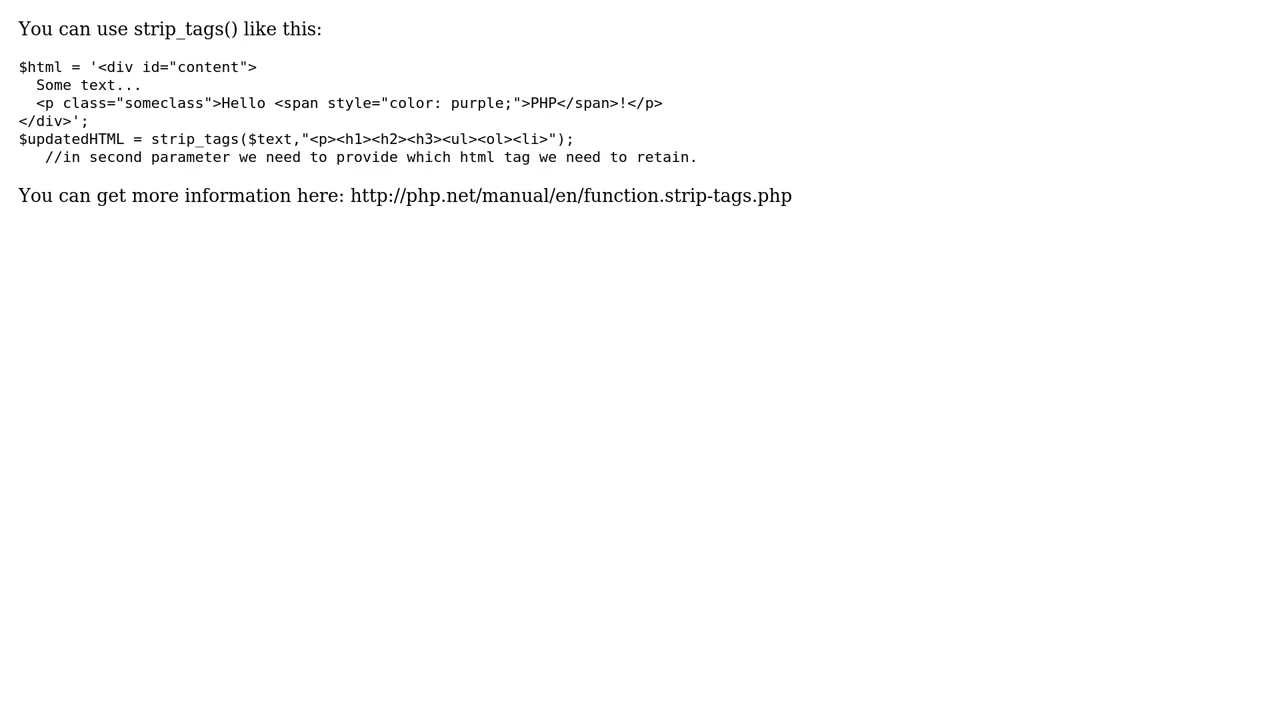 You can use strip_tags() like this:
$html = '<div id="content">
  Some text...
  <p class="someclass">Hello <span style="color: purple;">PHP</span>!</p>
</div>';
$updatedHTML = strip_tags($text,"<p><h1><h2><h3><ul><ol><li>");
   //in second parameter we need to provide which html tag we need to retain.
You can get more information here: http://php.net/manual/en/function.strip-tags.php